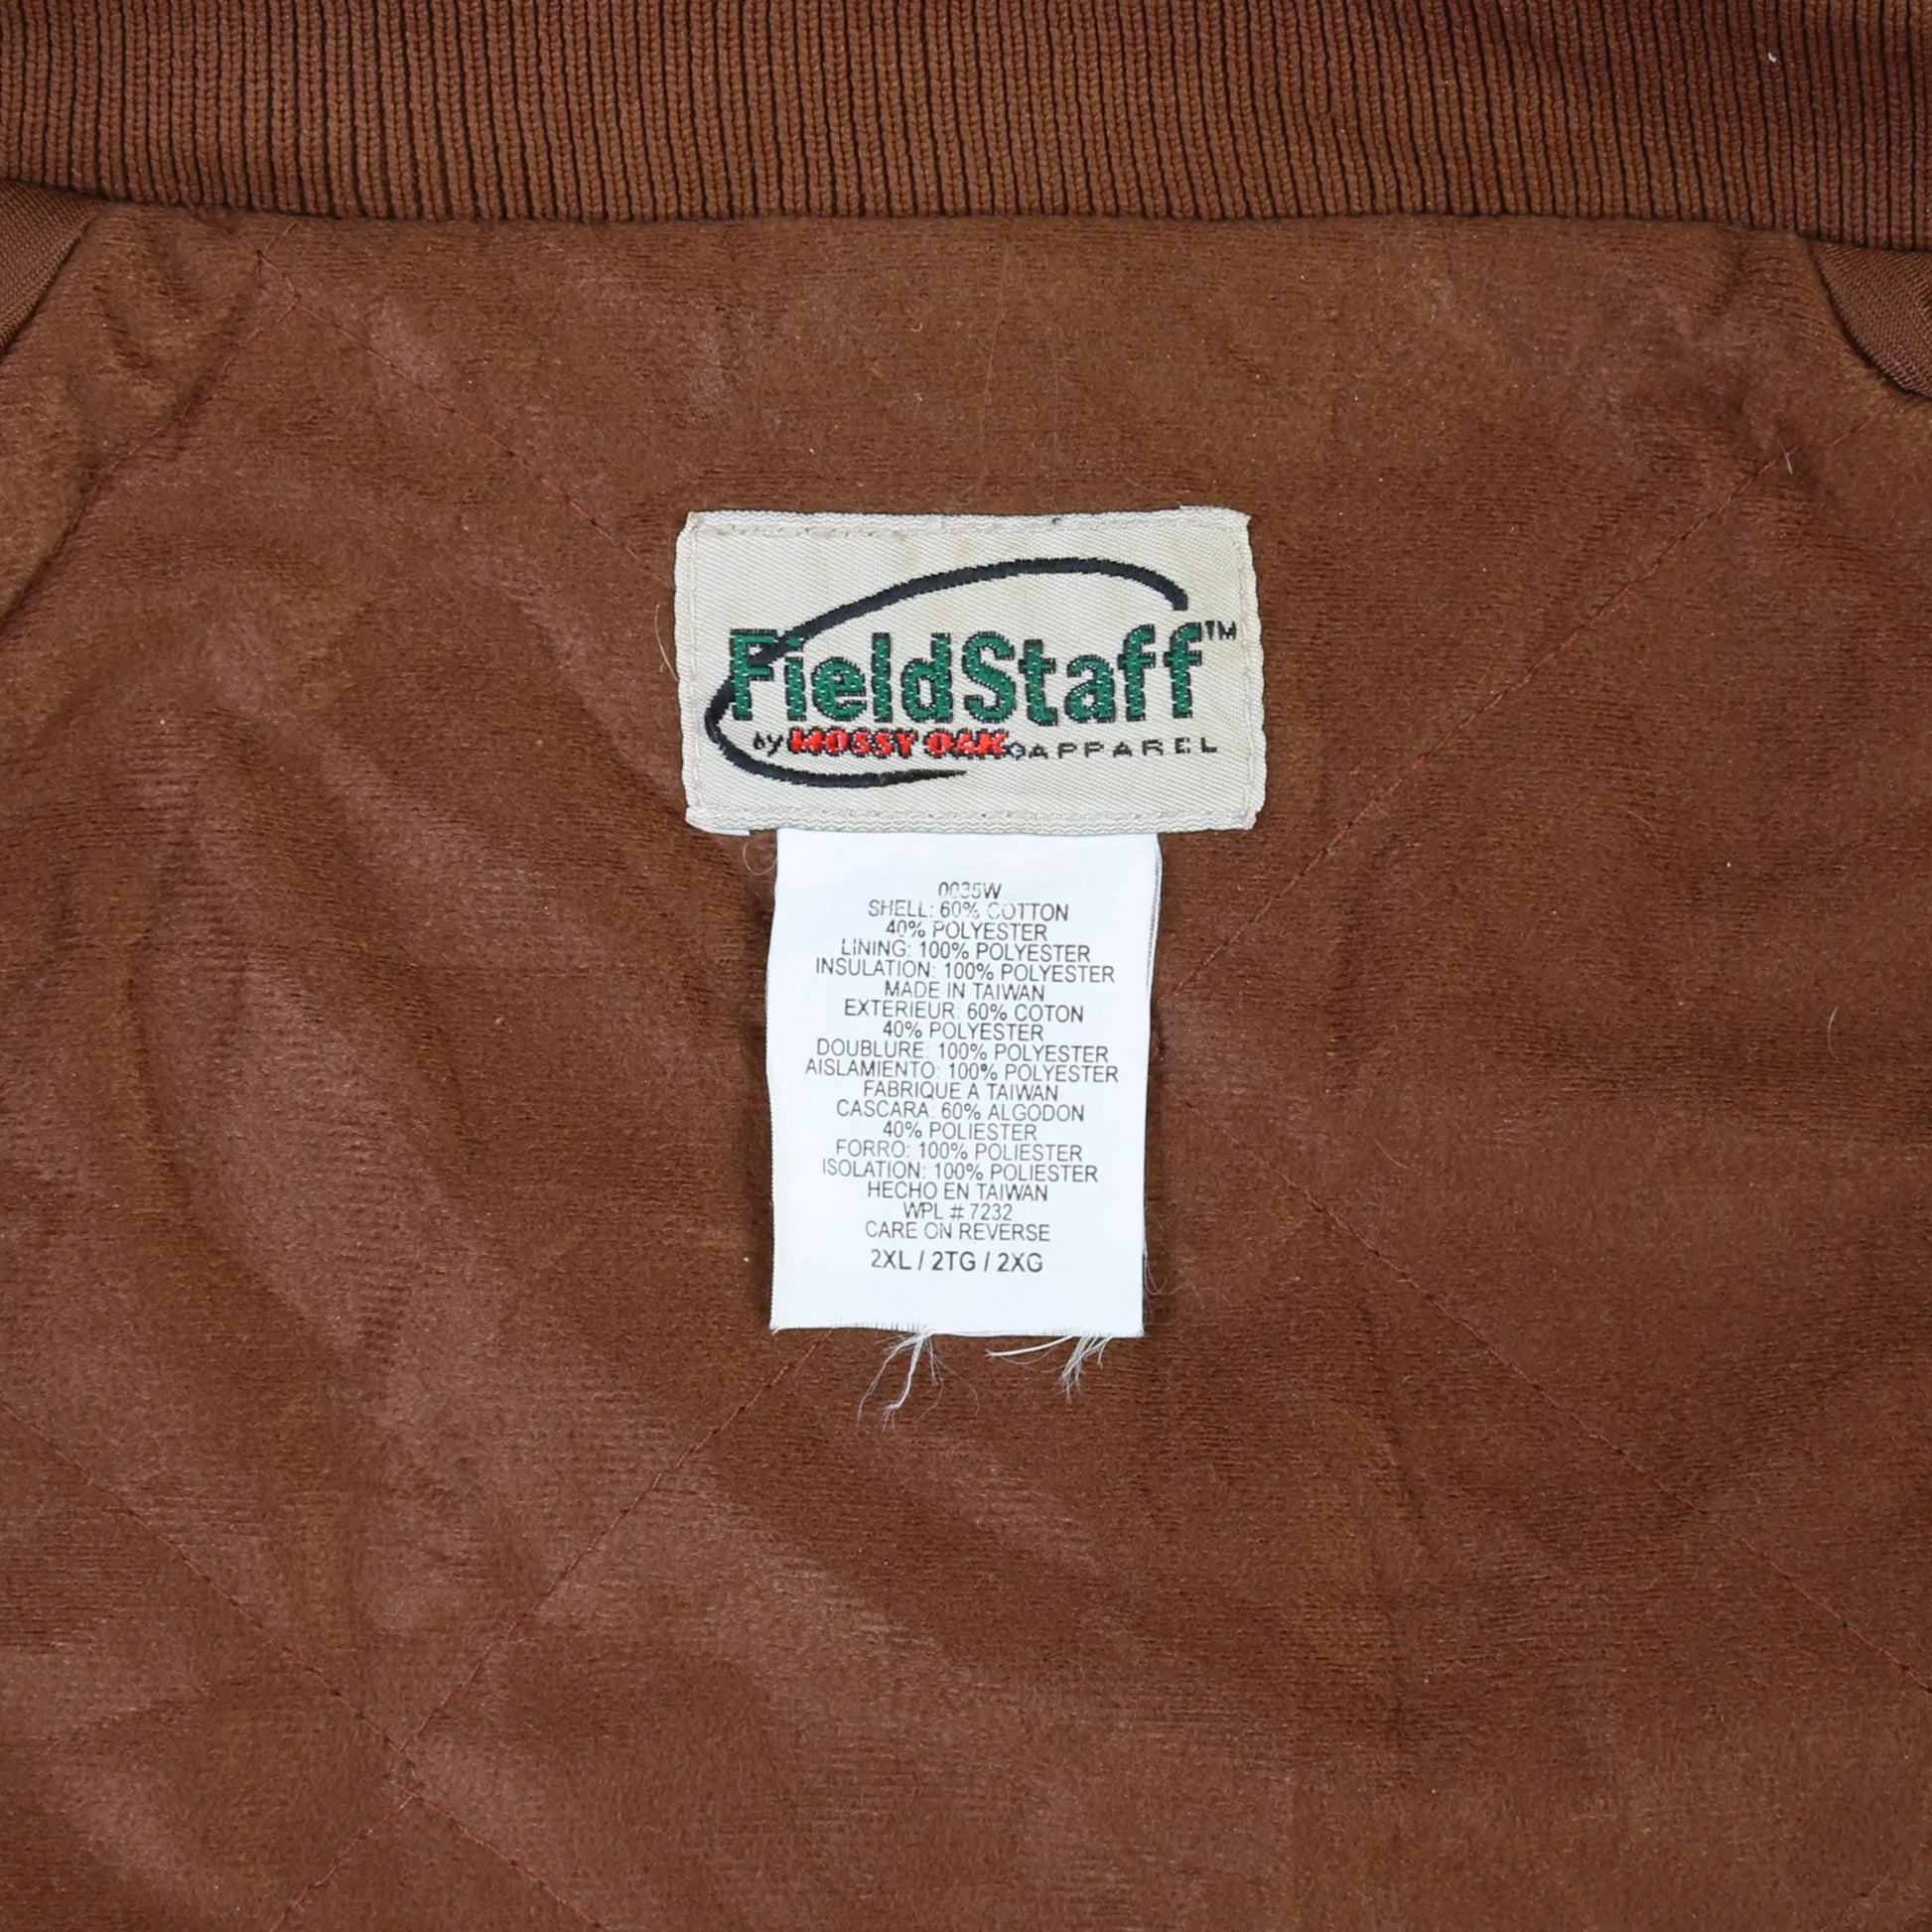 FieldStaff™
by MOSSY OAK® APPAREL
0035W
SHELL: 60% COTTON
40% POLYESTER
LINING: 100% POLYESTER
INSULATION: 100% POLYESTER
MADE IN TAIWAN
EXTERIEUR: 60% COTON
40% POLYESTER
DOUBLURE: 100% POLYESTER
AISLAMIENTO: 100% POLYESTER
FABRIQUE A TAIWAN
CASCARA: 60% ALGODON
40% POLIESTER
FORRO: 100% POLIESTER
ISOLATION: 100% POLIESTER
HECHO EN TAIWAN
WPL # 7232
CARE ON REVERSE
2XL / 2TG / 2XG